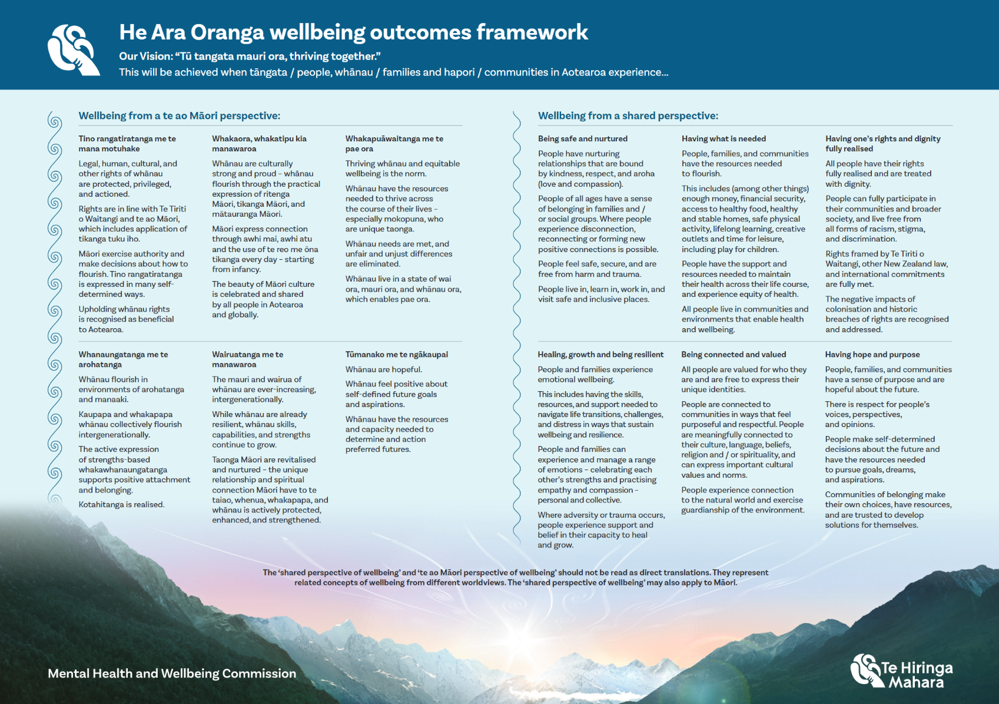 He Ara Oranga wellbeing outcomes framework
Our Vision: “Tū tangata mauri ora, thriving together.”
This will be achieved when tāngata / people, whānau / families and hapori / communities in Aotearoa experience...
Wellbeing from a te ao Māori perspective:
Tino rangatiratanga me te
mana motuhake
Legal, human, cultural, and
other rights of whānau
are protected, privileged,
and actioned.
Rights are in line with Te Tiriti
o Waitangi and te ao Māori,
which includes application of
tikanga tuku iho.
Māori exercise authority and
make decisions about how to
flourish. Tino rangatiratanga
is expressed in many self-
determined ways.
Upholding whānau rights
is recognised as beneficial
to Aotearoa.
Whakaora, whakatipu kia
manawaroa
Whānau are culturally
strong and proud – whānau
flourish through the practical
expression of ritenga
Māori, tikanga Māori, and
mātauranga Māori.
Māori express connection
through awhi mai, awhi atu
and the use of te reo me ōna
tikanga every day – starting
from infancy.
The beauty of Māori culture
is celebrated and shared
by all people in Aotearoa
and globally.
Whakapuāwaitanga me te
pae ora
Thriving whānau and equitable
wellbeing is the norm.
Whānau have the resources
needed to thrive across
the course of their lives –
especially mokopuna, who
are unique taonga.
Whānau needs are met, and
unfair and unjust differences
are eliminated.
Whānau live in a state of wai
ora, mauri ora, and whānau ora,
which enables pae ora.
Whanaungatanga me te
arohatanga
Whānau flourish in
environments of arohatanga
and manaaki.
Kaupapa and whakapapa
whānau collectively flourish
intergenerationally.
The active expression
of strengths-based
whakawhanaungatanga
supports positive attachment
and belonging.
Kotahitanga is realised.
Wairuatanga me te
manawaroa
The mauri and wairua of
whānau are ever-increasing,
intergenerationally.
While whānau are already
resilient, whānau skills,
capabilities, and strengths
continue to grow.
Taonga Māori are revitalised
and nurtured – the unique
relationship and spiritual
connection Māori have to te
taiao, whenua, whakapapa, and
whānau is actively protected,
enhanced, and strengthened.
Tūmanako me te ngākaupai
Whānau are hopeful.
Whānau feel positive about
self-defined future goals
and aspirations.
Whānau have the resources
and capacity needed to
determine and action
preferred futures.
Wellbeing from a shared perspective:
Being safe and nurtured
People have nurturing
relationships that are bound
by kindness, respect, and aroha
(love and compassion).
People of all ages have a sense
of belonging in families and /
or social groups. Where people
experience disconnection,
reconnecting or forming new
positive connections is possible.
People feel safe, secure, and are
free from harm and trauma.
People live in, learn in, work in, and
visit safe and inclusive places.
Having what is needed
People, families, and communities
have the resources needed
to flourish.
This includes (among other things)
enough money, financial security,
access to healthy food, healthy
and stable homes, safe physical
activity, lifelong learning, creative
outlets and time for leisure,
including play for children.
People have the support and
resources needed to maintain
their health across their life course,
and experience equity of health.
All people live in communities and
environments that enable health
and wellbeing.
Having one’s rights and dignity
fully realised
All people have their rights
fully realised and are treated
with dignity.
People can fully participate in
their communities and broader
society, and live free from
all forms of racism, stigma,
and discrimination.
Rights framed by Te Tiriti o
Waitangi, other New Zealand law,
and international commitments
are fully met.
The negative impacts of
colonisation and historic
breaches of rights are recognised
and addressed.
Healing, growth and being resilient
People and families experience
emotional wellbeing.
This includes having the skills,
resources, and support needed to
navigate life transitions, challenges,
and distress in ways that sustain
wellbeing and resilience.
People and families can
experience and manage a range
of emotions – celebrating each
other’s strengths and practising
empathy and compassion –
personal and collective.
Where adversity or trauma occurs,
people experience support and
belief in their capacity to heal
and grow.
Being connected and valued
All people are valued for who they
are and are free to express their
unique identities.
People are connected to
communities in ways that feel
purposeful and respectful. People
are meaningfully connected to
their culture, language, beliefs,
religion and / or spirituality, and
can express important cultural
values and norms.
People experience connection
to the natural world and exercise
guardianship of the environment.
Having hope and purpose
People, families, and communities
have a sense of purpose and are
hopeful about the future.
There is respect for people’s
voices, perspectives,
and opinions.
People make self-determined
decisions about the future and
have the resources needed
to pursue goals, dreams,
and aspirations.
Communities of belonging make
their own choices, have resources,
and are trusted to develop
solutions for themselves.
The ‘shared perspective of wellbeing’ and ‘te ao Māori perspective of wellbeing’ should not be read as direct translations. They represent
related concepts of wellbeing from different worldviews. The ‘shared perspective of wellbeing’ may also apply to Māori.
Mental Health and Wellbeing Commission
Te Hiringa
Mahara